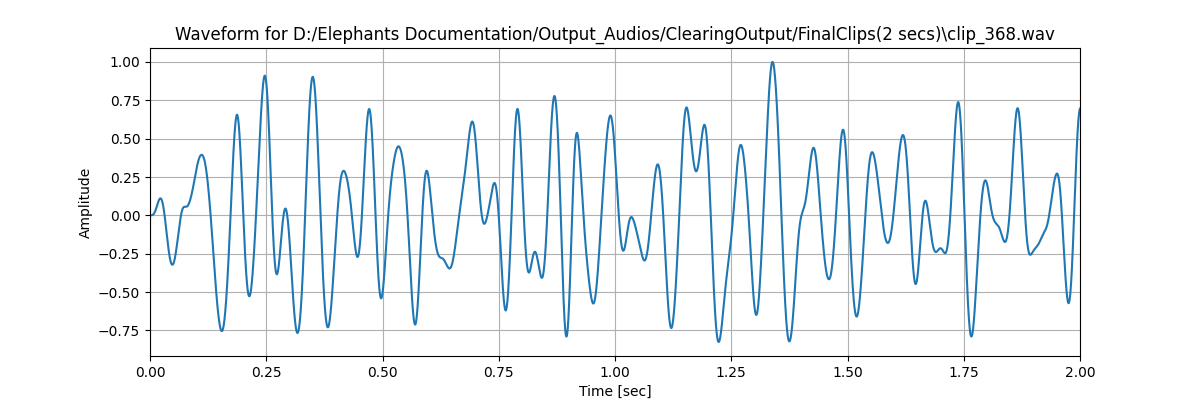 Waveform for D:/Elephants Documentation/Output_Audios/ClearingOutput/FinalClips(2 secs)\clip_368.wav
1.00
0.75
0.50
0.25
0.00
−0.25
−0.50
−0.75
Amplitude
0.00 0.25 0.50 0.75 1.00 1.25 1.50 1.75 2.00
Time [sec]